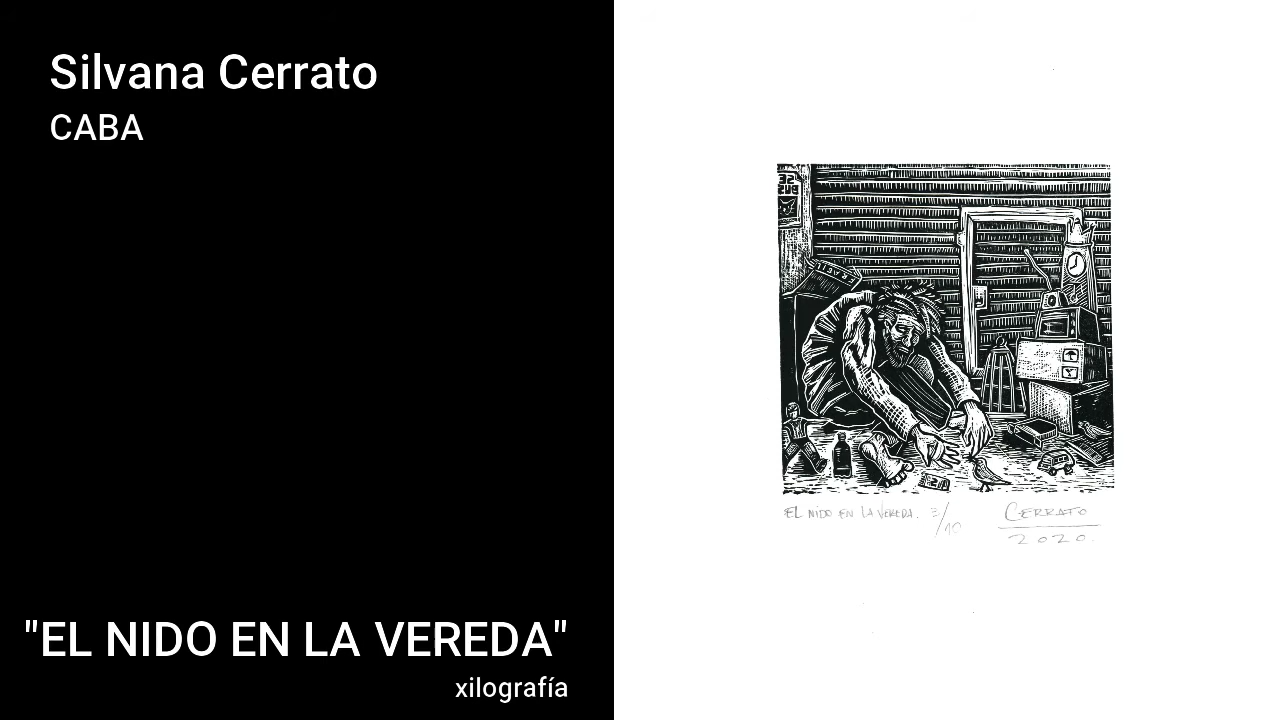 Silvana Cerrato
CABA
EL NIDO EN LA VEREDA. 3/10
CERRATO
2020.
"EL NIDO EN LA VEREDA"
xilografía